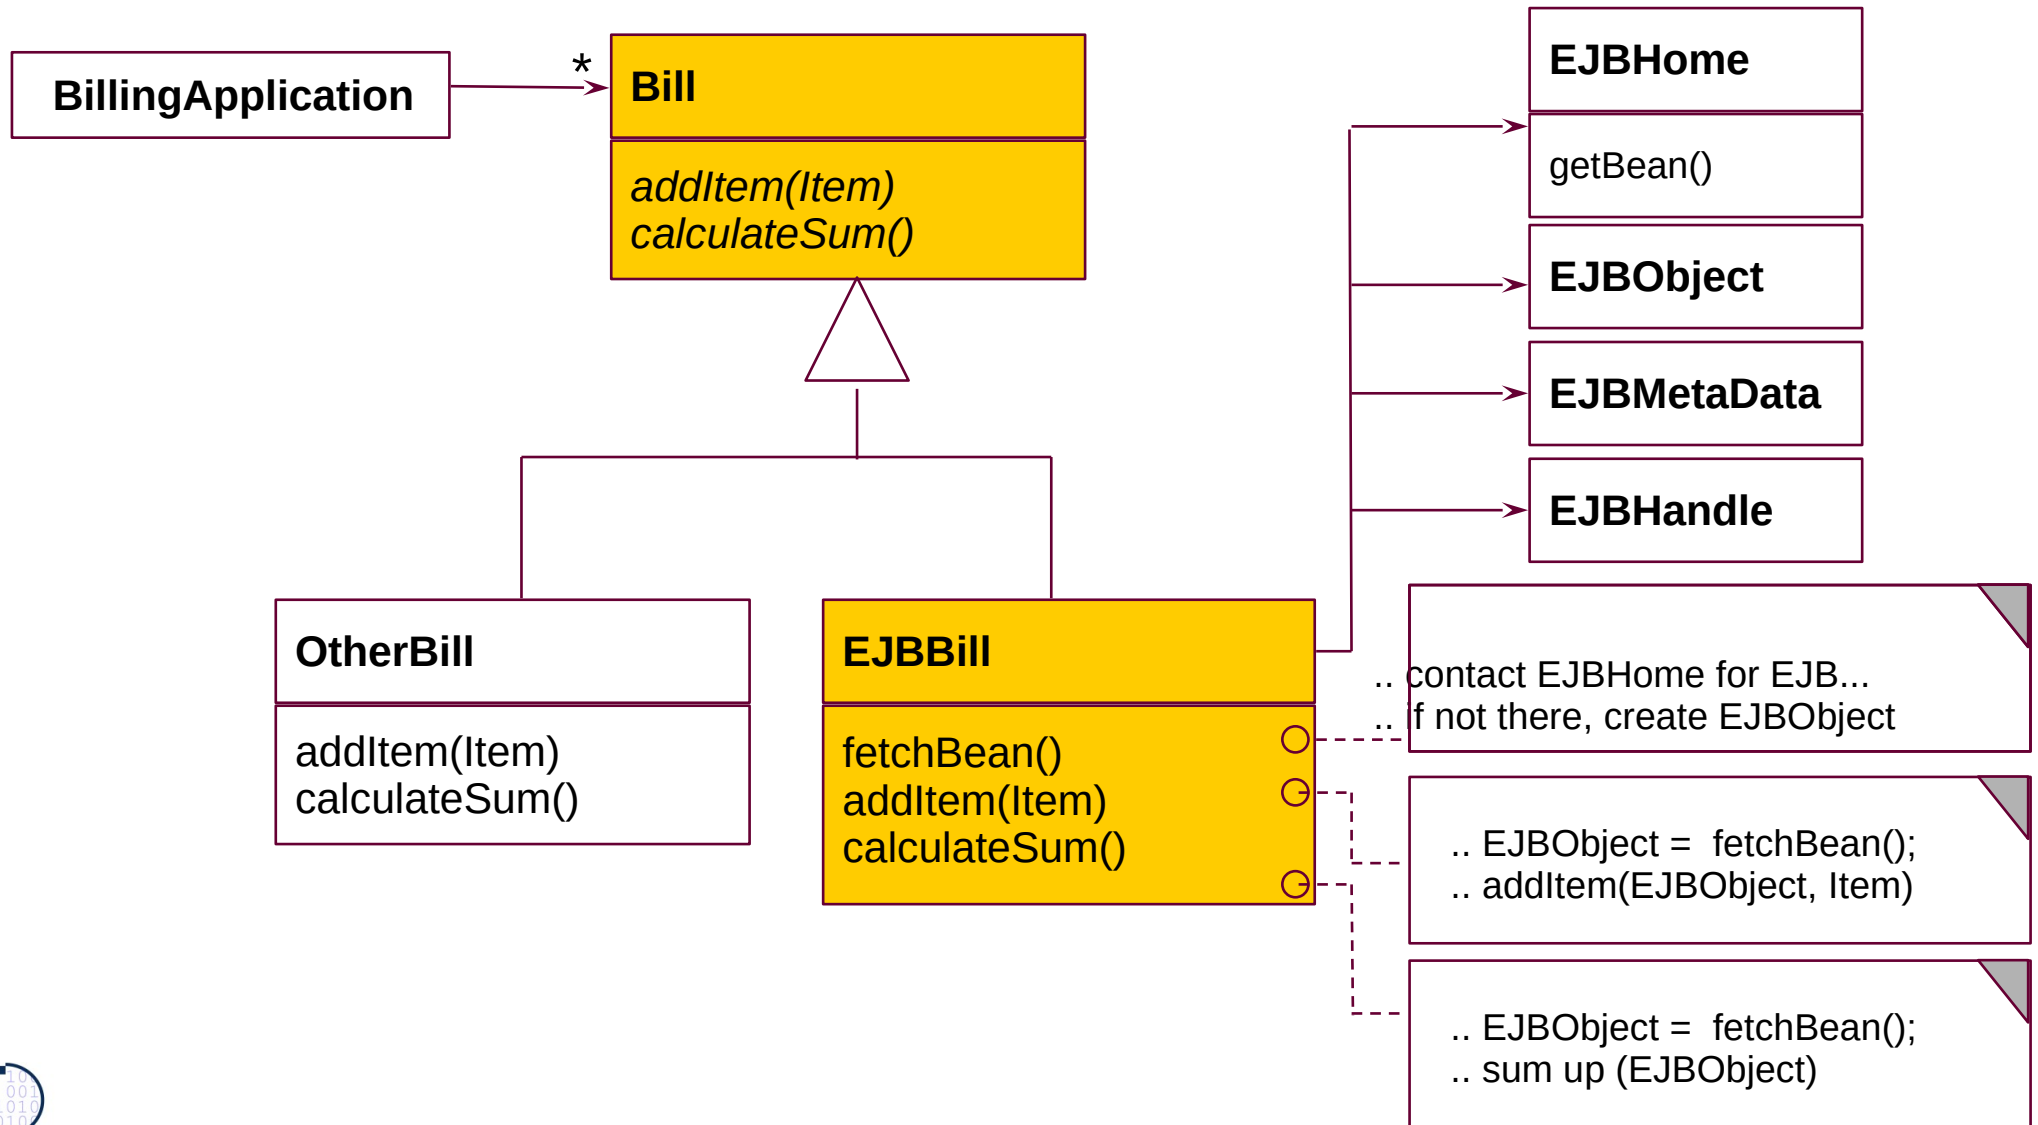 BillingApplication
*
Bill
addItem(Item)
calculateSum()
EJBHome
getBean()
EJBObject
EJBMetaData
EJBHandle
OtherBill
addItem(Item)
calculateSum()
EJBBill
fetchBean()
addItem(Item)
calculateSum()
.. contact EJBHome for EJB...
.. if not there, create EJBObject
.. EJBObject =  fetchBean();
.. addItem(EJBObject, Item)
.. EJBObject =  fetchBean();
.. sum up (EJBObject)